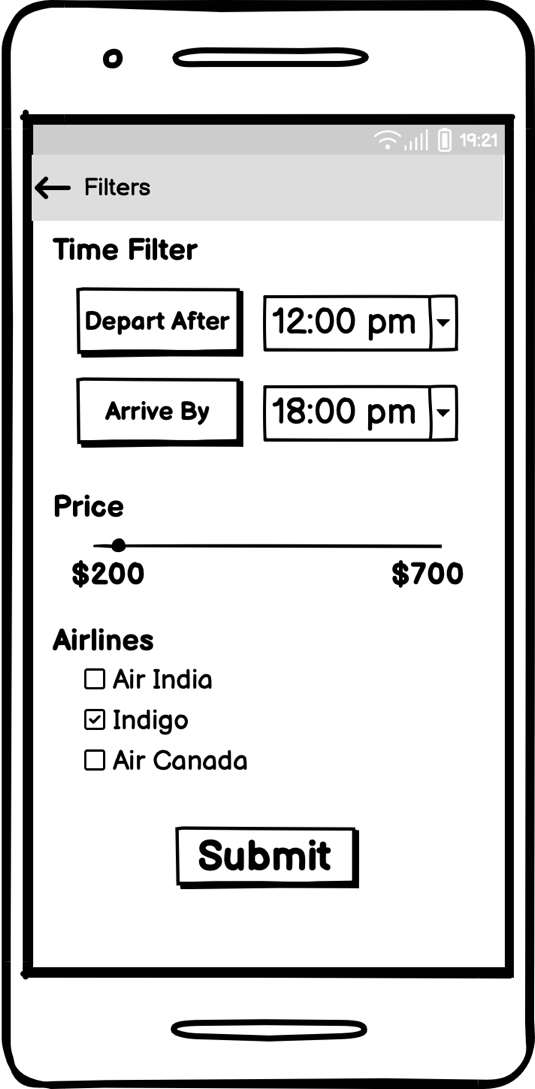 19:21
Filters
Time Filter
Depart After 12:00 pm
Arrive By 18:00 pm
Price
$200 $700
Airlines
Air India
Indigo
Air Canada
Submit